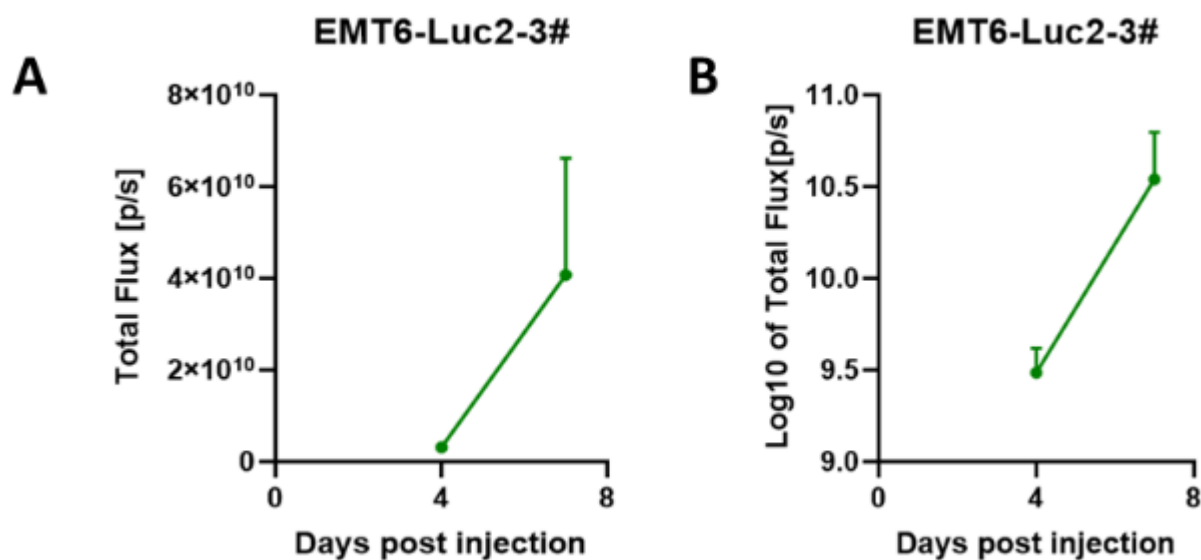 A
EMT6-Luc2-3#
Total Flux [p/s]
8×10¹⁰
6×10¹⁰
4×10¹⁰
2×10¹⁰
0
0 4 8
Days post injection
B
EMT6-Luc2-3#
Log10 of Total Flux[p/s]
11.0
10.5
10.0
9.5
9.0
0 4 8
Days post injection